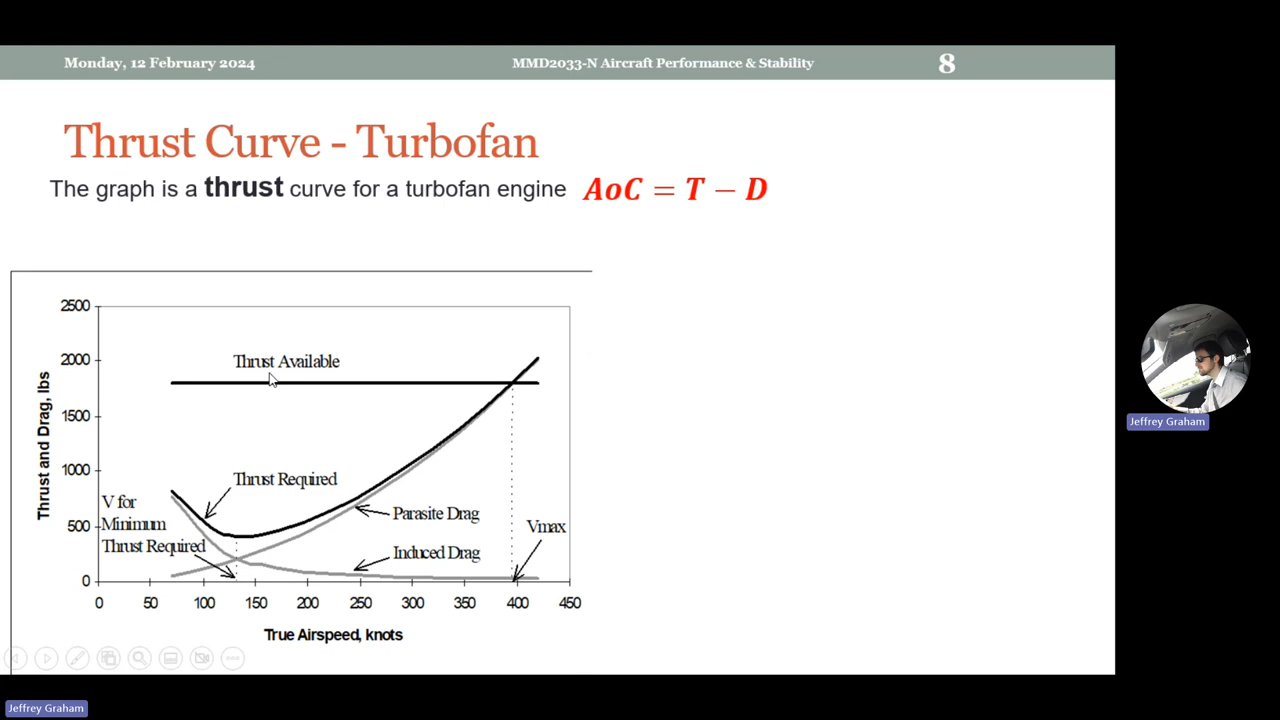 Monday, 12 February 2024
MMD2033-N Aircraft Performance & Stability
8
Thrust Curve - Turbofan
The graph is a thrust curve for a turbofan engine
AoC = T − D
2500
2000
1500
1000
500
0
Thrust and Drag, lbs
Thrust Available
Thrust Required
V for
Minimum
Thrust Required
Parasite Drag
Induced Drag
Vmax
0 50 100 150 200 250 300 350 400 450
True Airspeed, knots
Jeffrey Graham
Jeffrey Graham